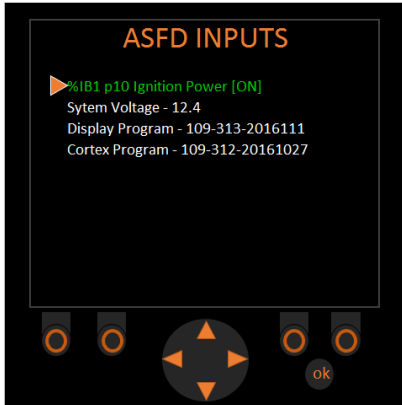 ASFD INPUTS
%IB1 p10 Ignition Power [ON]
Sytem Voltage - 12.4
Display Program - 109-313-2016111
Cortex Program - 109-312-20161027
ok